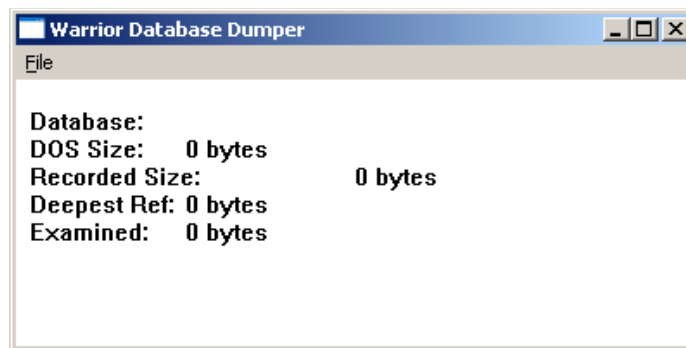 Warrior Database Dumper
File
Database:
DOS Size: 0 bytes
Recorded Size: 0 bytes
Deepest Ref: 0 bytes
Examined: 0 bytes